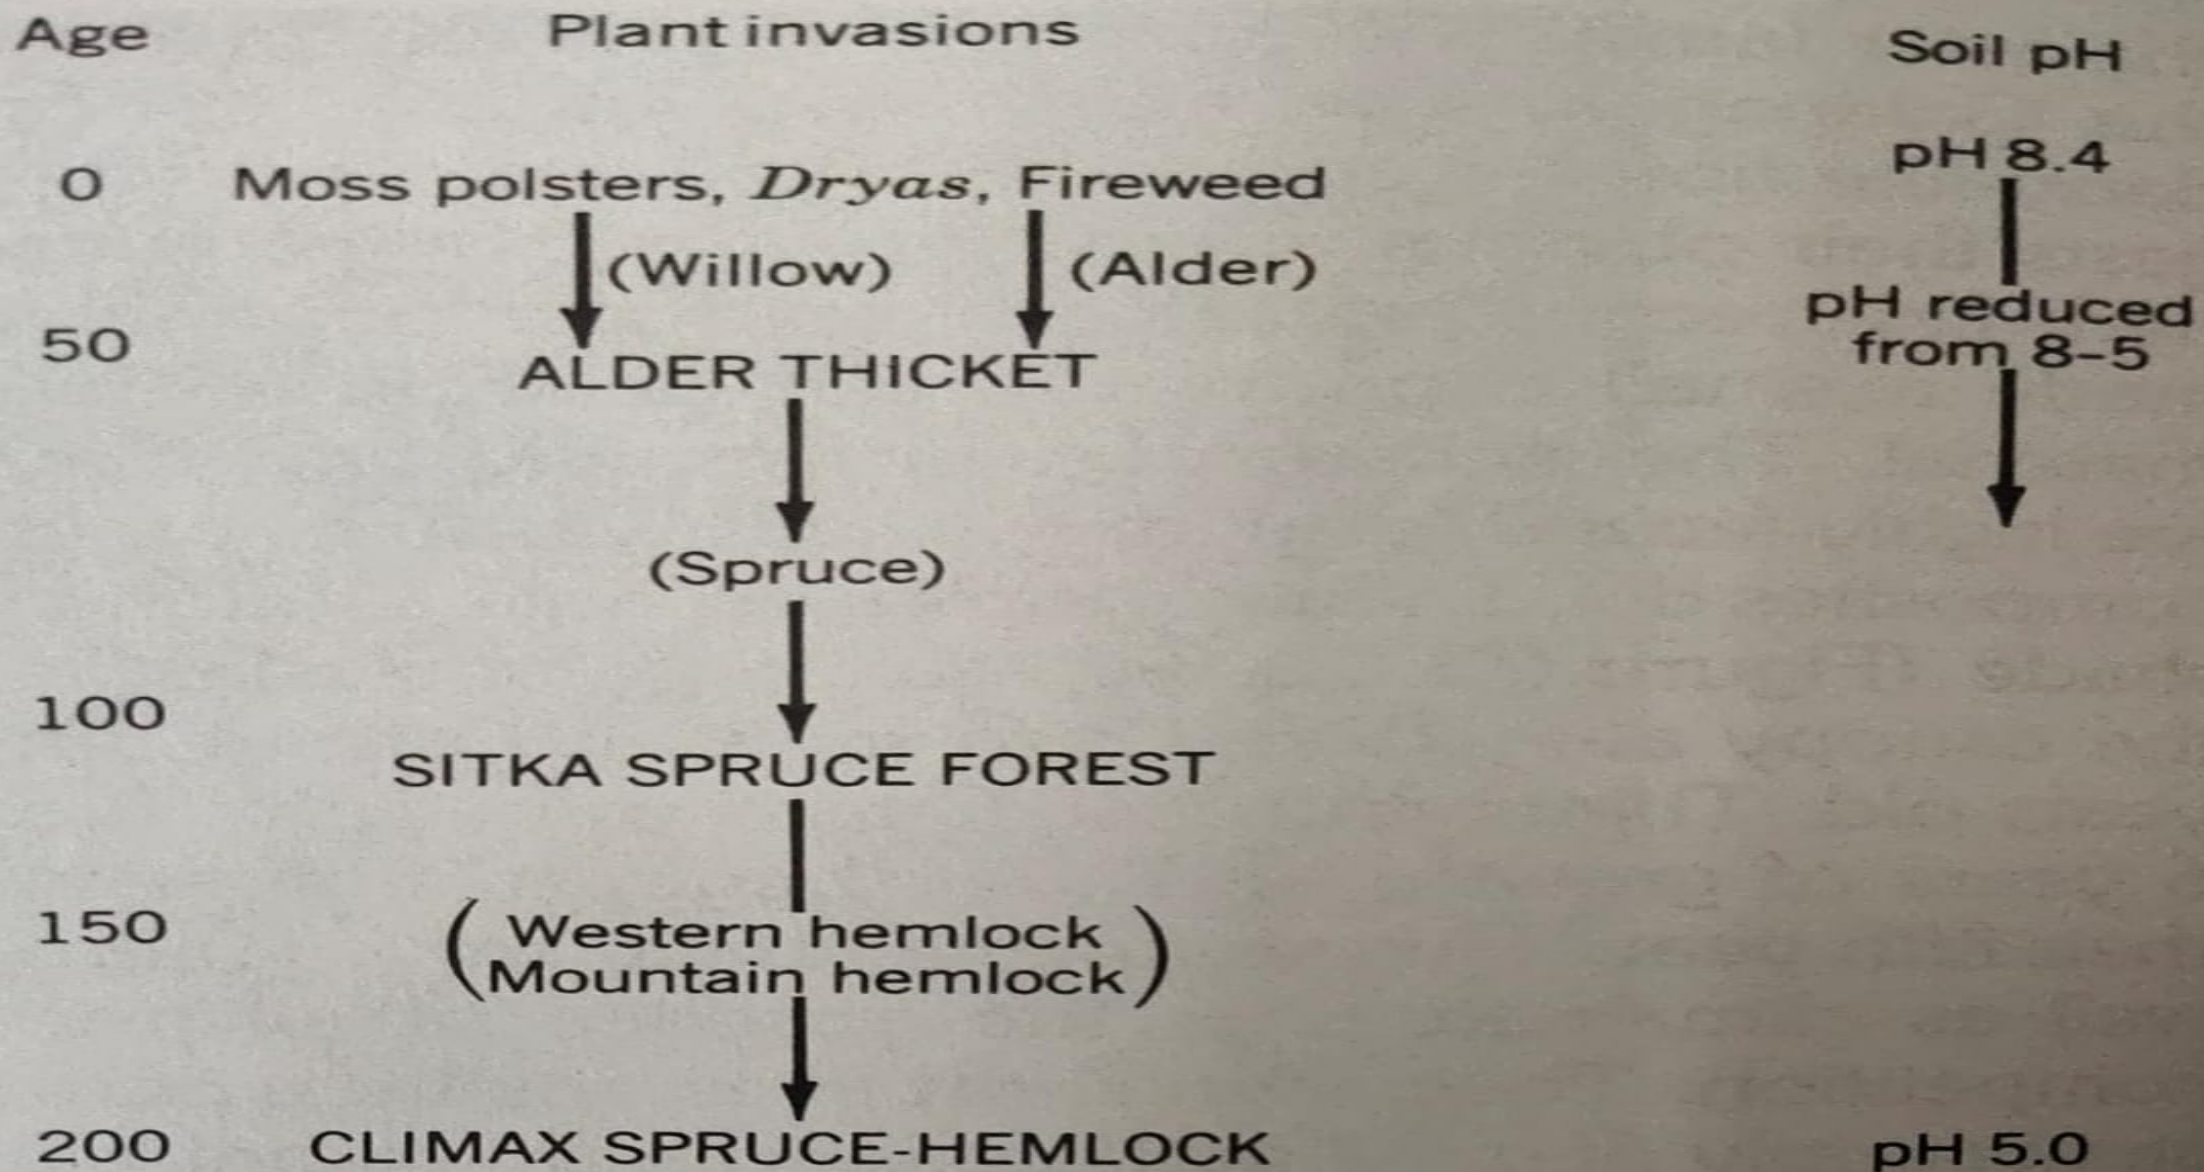 Age Plant invasions Soil pH
0 Moss polsters, Dryas, Fireweed pH 8.4
(Willow) (Alder)
pH reduced
from 8-5
50 ALDER THICKET
(Spruce)
100
SITKA SPRUCE FOREST
150 (Western hemlock
Mountain hemlock)
200 CLIMAX SPRUCE-HEMLOCK pH 5.0